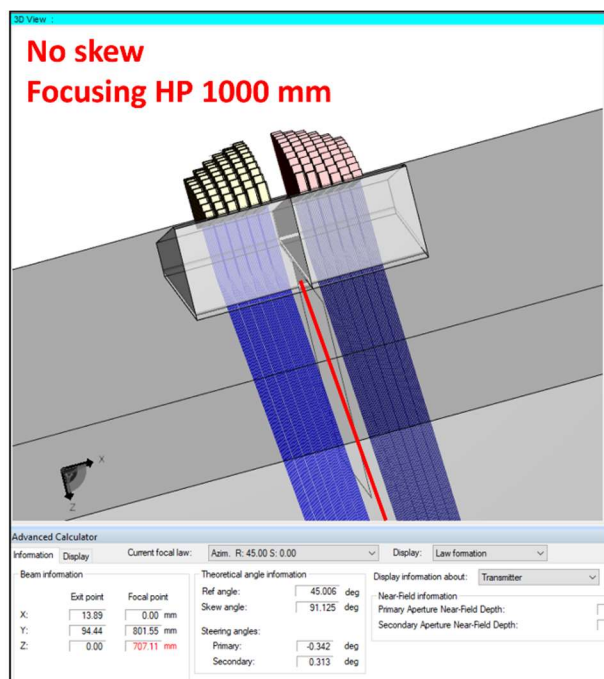 3D View :
No skew
Focusing HP 1000 mm
X
Z
Advanced Calculator
Information Display Current focal law: Azim. R: 45.00 S: 0.00 Display: Law formation
Beam information Theoretical angle information Display information about: Transmitter
Exit point Focal point Ref angle: 45.006 deg Near-Field information
X: 13.89 0.00 mm Skew angle: 91.125 deg Primary Aperture Near-Field Depth:
Y: 94.44 801.55 mm Steering angles: Secondary Aperture Near-Field Depth:
Z: 0.00 707.11 mm Primary: -0.342 deg
Secondary: 0.313 deg